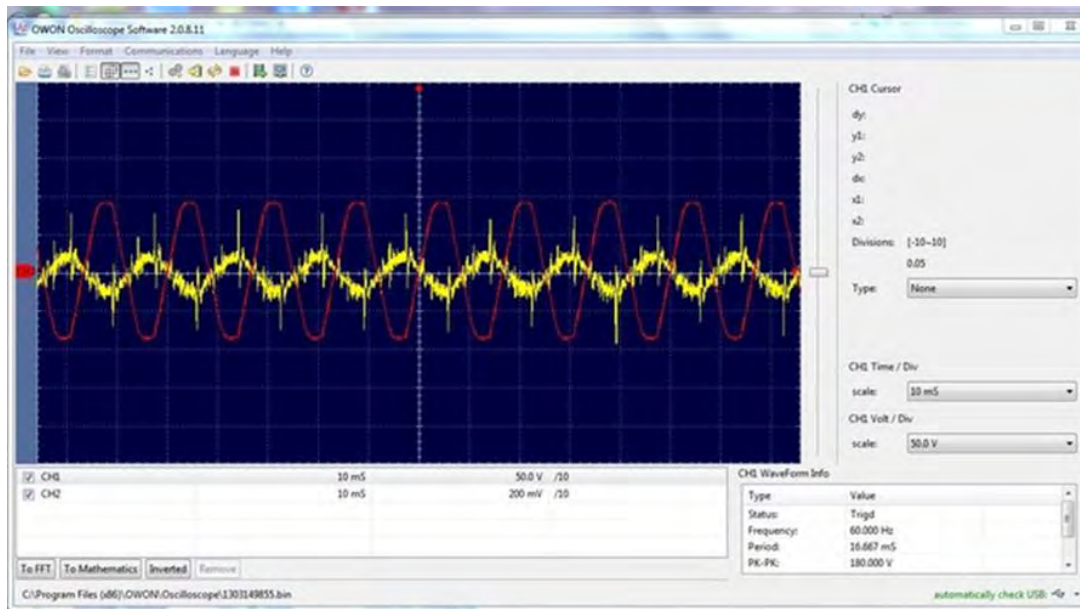 OWON Oscilloscope Software 2.0.8.11
File View Format Communications Language Help
CH1 Cursor
dy:
y1:
y2:
dx:
x1:
x2:
Divisions: [-10~10]
0.05
Type: None
CH1 Time / Div
scale: 10 mS
CH1 Volt / Div
scale: 50.0 V
CH1 10 mS 50.0 V /10
CH2 10 mS 200 mV /10
CH1 WaveForm Info
Type Value
Status: Trigd
Frequency: 60.000 Hz
Period: 16.667 mS
PK-PK: 180.000 V
To FFT To Mathematics Inverted Remove
C:\Program Files (x86)\OWON\Oscilloscope\1303149855.bin
automatically check USB: